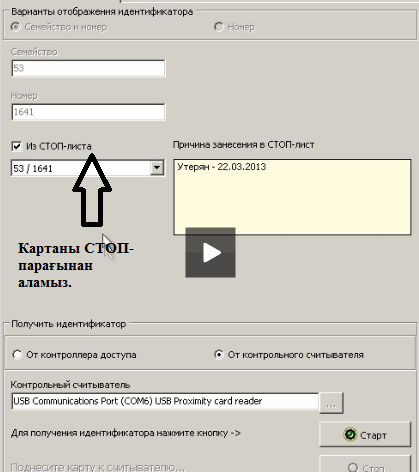 Варианты отображения идентификатора
Семейство и номер Номер
Семейство
53
Номер
1641
Из СТОП-листа Причина занесения в СТОП-лист
53 / 1641 Утерян - 22.03.2013
Картаны СТОП-
парағынан
аламыз.
Получить идентификатор
От контроллера доступа От контрольного считывателя
Контрольный считыватель
USB Communications Port (COM6) USB Proximity card reader ...
Для получения идентификатора нажмите кнопку -> Старт
Поднесите карту к считывателю... Стоп